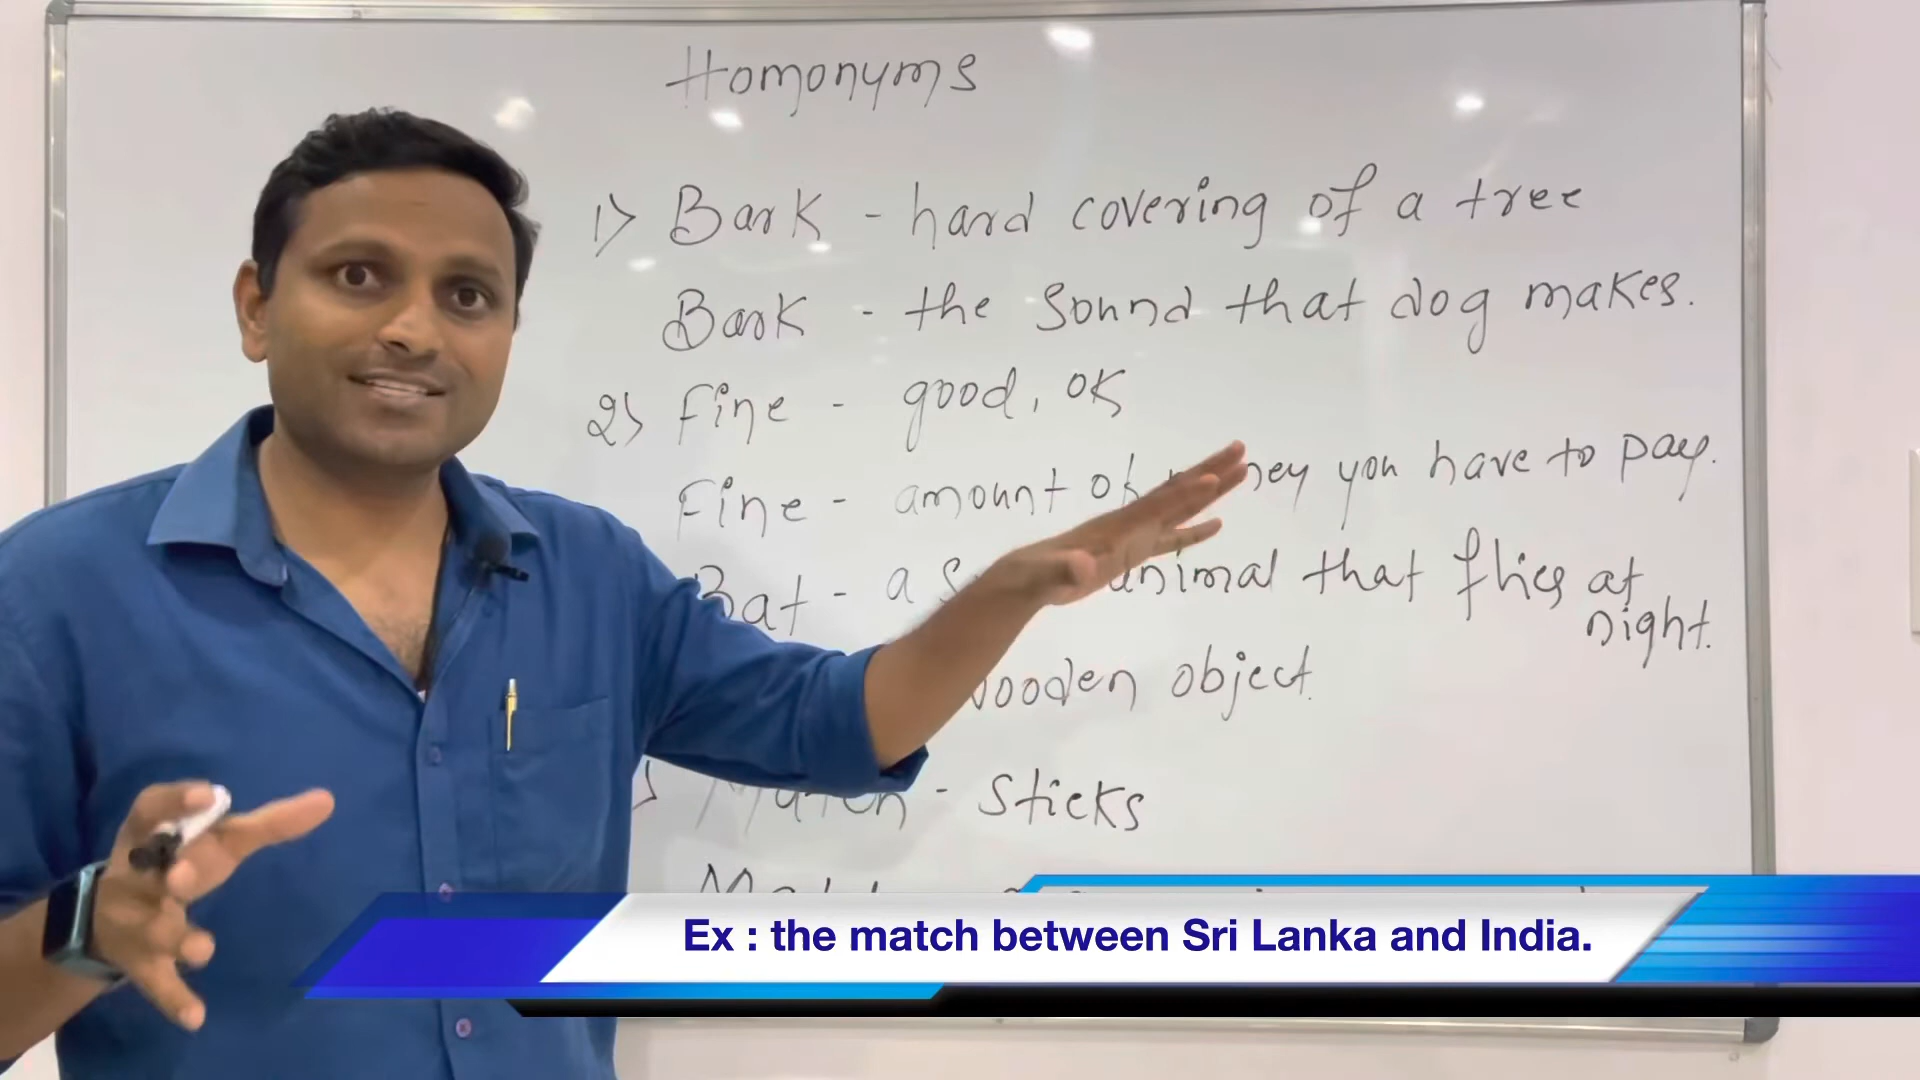 Homonyms
1) Bark - hard covering of a tree
Bark - the sound that dog makes.
2) Fine - good, ok
Fine - amount of you have to pay.
Bat - a animal that flies at
night.
wooden object.
Match - sticks
Ex : the match between Sri Lanka and India.